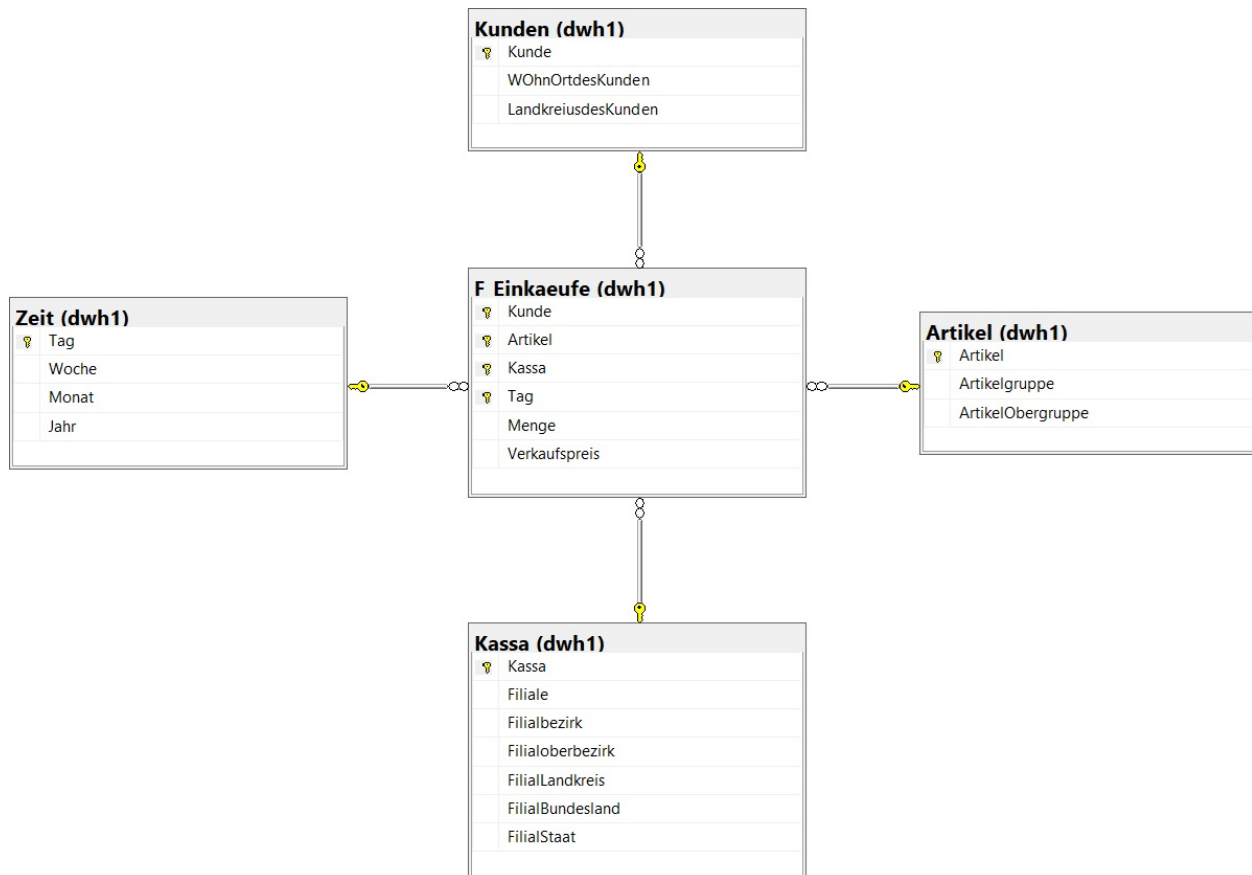 Kunden (dwh1)
Kunde
WOhnOrtdesKunden
LandkreiusdesKunden
Zeit (dwh1)
Tag
Woche
Monat
Jahr
F_Einkaeufe (dwh1)
Kunde
Artikel
Kassa
Tag
Menge
Verkaufspreis
Artikel (dwh1)
Artikel
Artikelgruppe
ArtikelObergruppe
Kassa (dwh1)
Kassa
Filiale
Filialbezirk
Filialoberbezirk
FilialLandkreis
FilialBundesland
FilialStaat